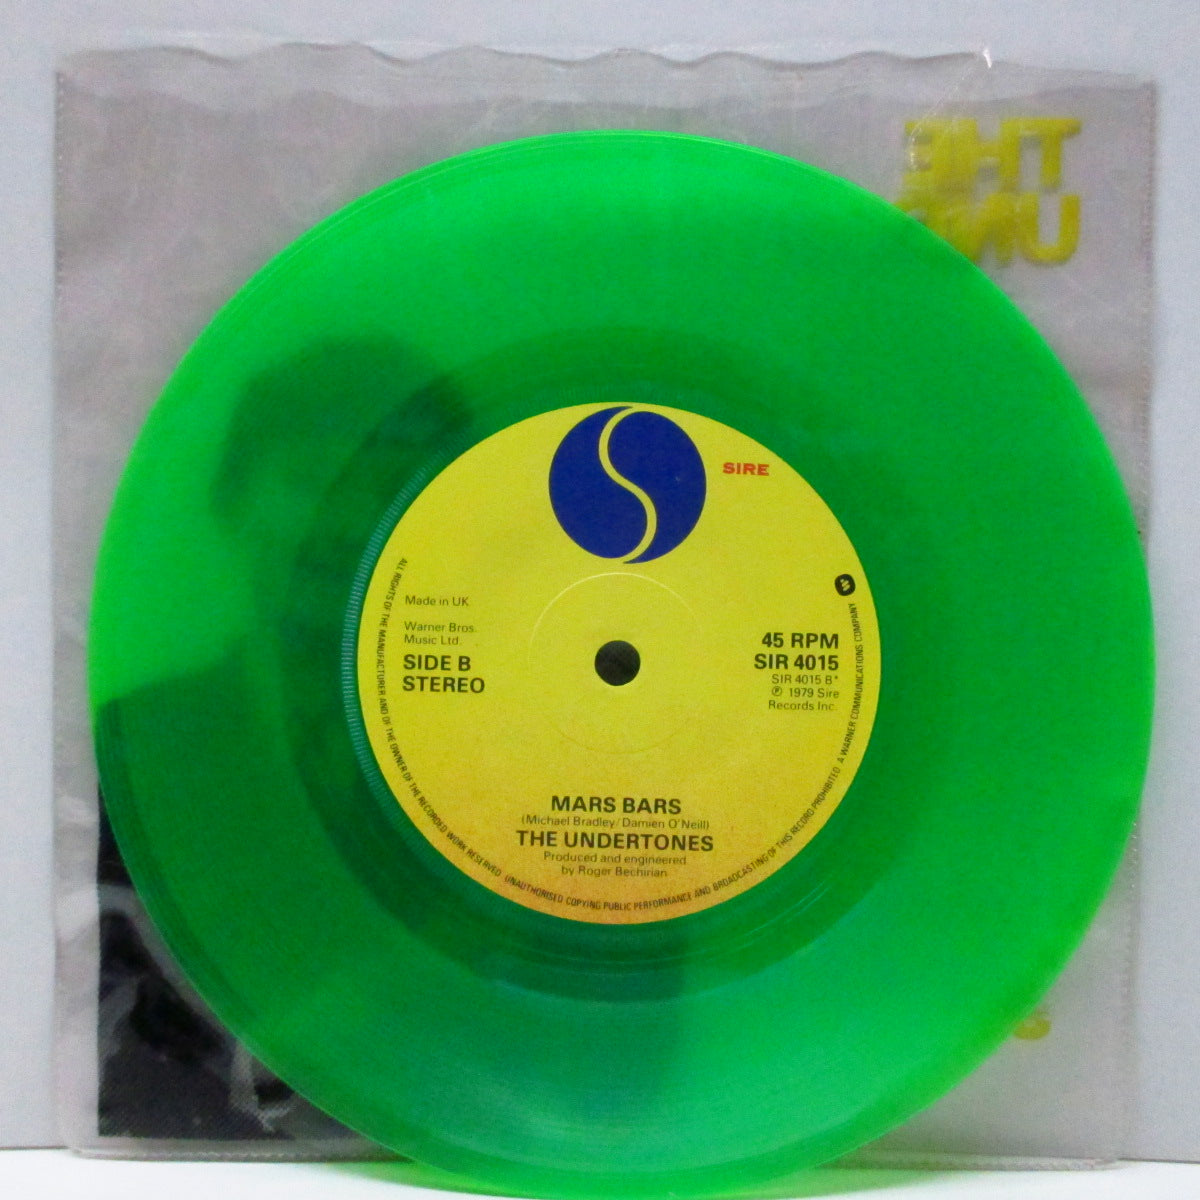 THE
UND
SIRE
Made in UK
Warner Bros.
Music Ltd.
SIDE B
STEREO
45 RPM
SIR 4015
SIR 4015 B*
℗ 1979 Sire
Records Inc.
MARS BARS
(Michael Bradley/Damien O'Neill)
THE UNDERTONES
Produced and engineered
by Roger Bechirian
ALL RIGHTS OF THE MANUFACTURER AND OF THE OWNER OF THE RECORDED WORK RESERVED. UNAUTHORISED COPYING PUBLIC PERFORMANCE AND BROADCASTING OF THIS RECORD PROHIBITED. A WARNER COMMUNICATIONS COMPANY
S